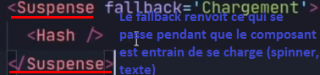 <Suspense fallback='Chargement'>
Le fallback renvoit ce qui se
<Hash />
passe pendant que le composant
est entrain de se charge (spinner,
</Suspense>
texte)